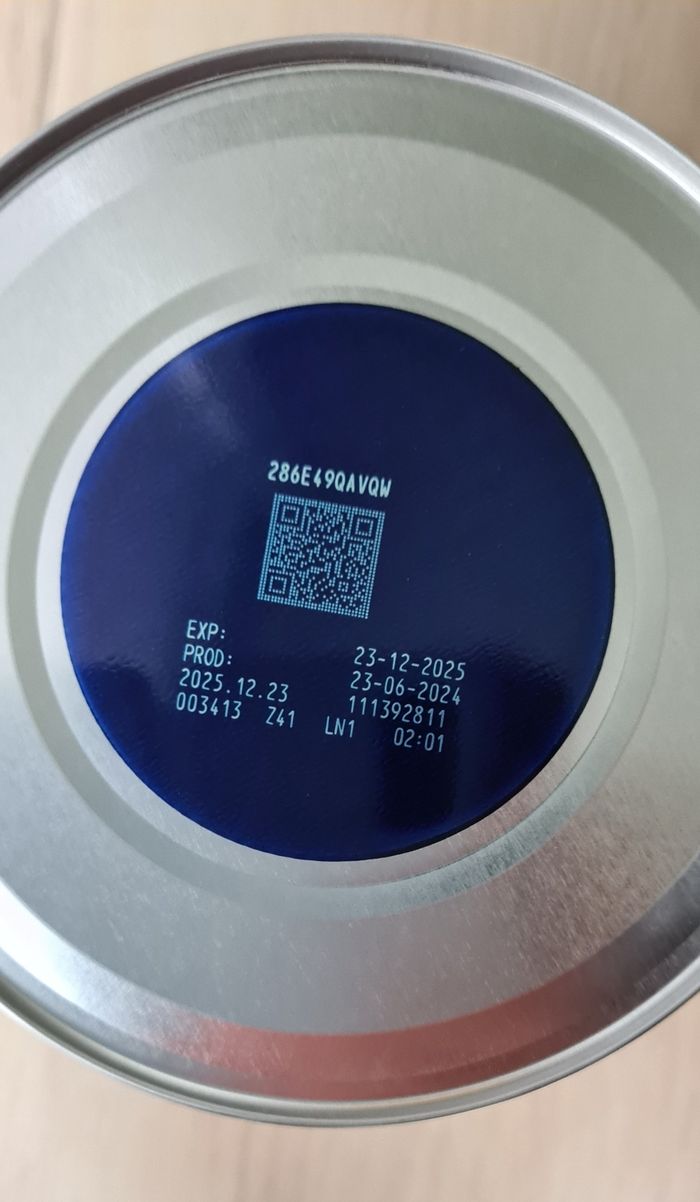 286E49QAVQW
EXP: 23-12-2025
PROD: 23-06-2024
2025.12.23 111392811
003413 Z41 LN1 02:01